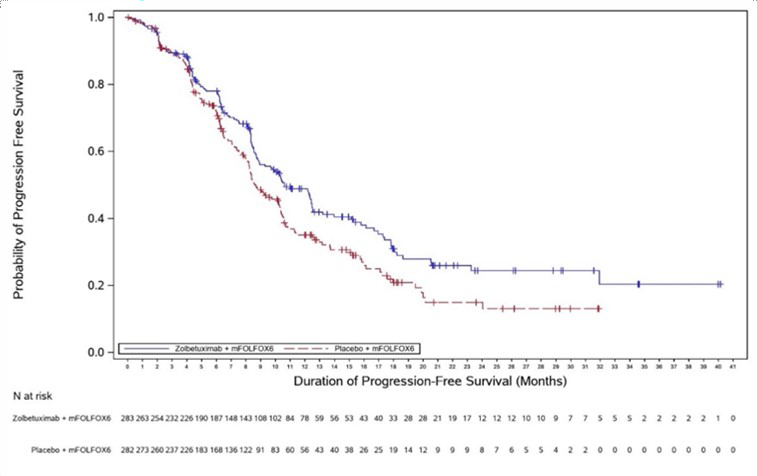 1.0
0.8
0.6
0.4
0.2
0.0
Probability of Progression Free Survival
Zolbetuximab + mFOLFOX6 Placebo + mFOLFOX6
0 1 2 3 4 5 6 7 8 9 10 11 12 13 14 15 16 17 18 19 20 21 22 23 24 25 26 27 28 29 30 31 32 33 34 35 36 37 38 39 40 41
Duration of Progression-Free Survival (Months)
N at risk
Zolbetuximab + mFOLFOX6 283 263 254 232 226 190 187 148 143 108 102 84 78 59 56 53 43 40 33 28 28 21 19 17 12 12 12 10 10 9 7 7 5 5 5 2 2 2 2 2 1 0
Placebo + mFOLFOX6 282 273 260 237 226 183 168 136 122 91 83 60 56 43 40 38 26 25 19 14 12 9 9 9 8 7 6 5 5 4 2 2 0 0 0 0 0 0 0 0 0 0